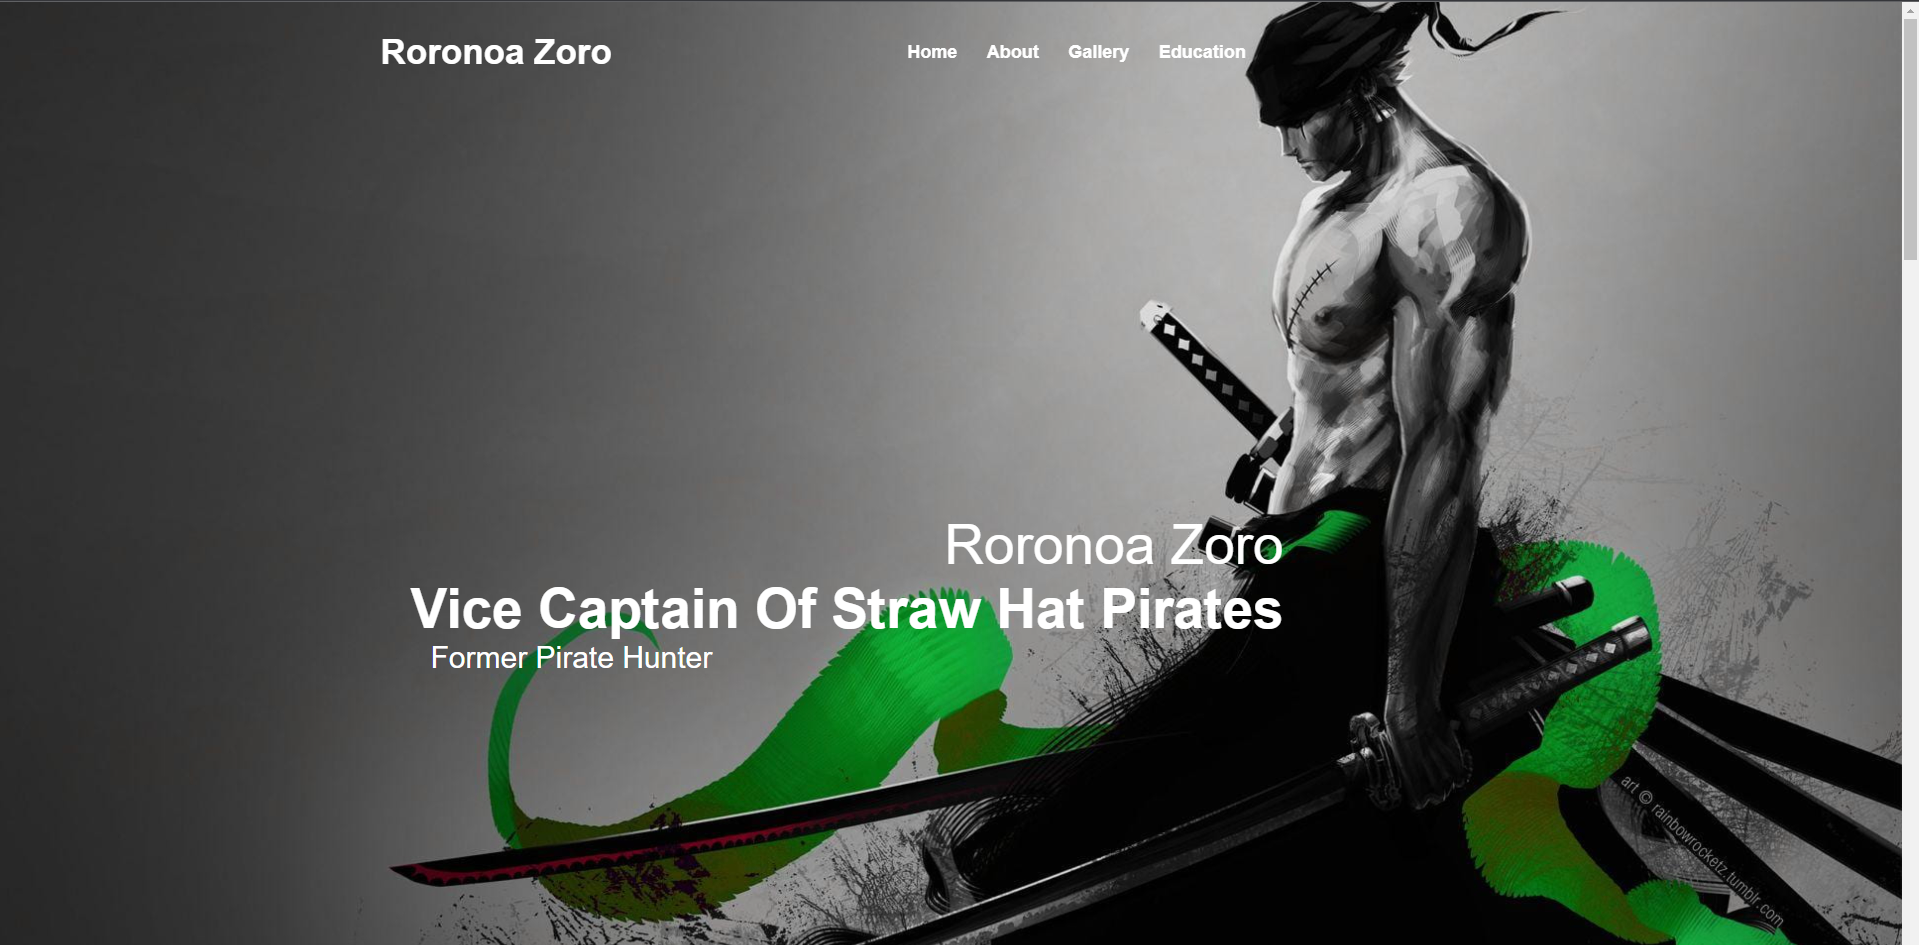 Roronoa Zoro
Home About Gallery Education
Roronoa Zoro
Vice Captain Of Straw Hat Pirates
Former Pirate Hunter
art © rainbowrocketz.tumblr.com